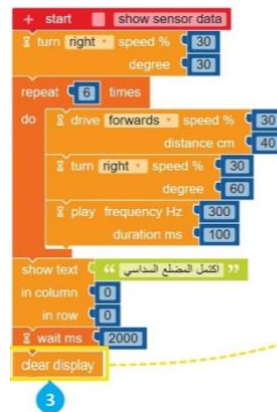 + start show sensor data
turn right speed % 30
degree 30
repeat 6 times
do drive forwards speed % 30
distance cm 40
turn right speed % 30
degree 60
play frequency Hz 300
duration ms 100
show text “ اكتمل المضلع السداسي ”
in column 0
in row 0
wait ms 2000
clear display
3